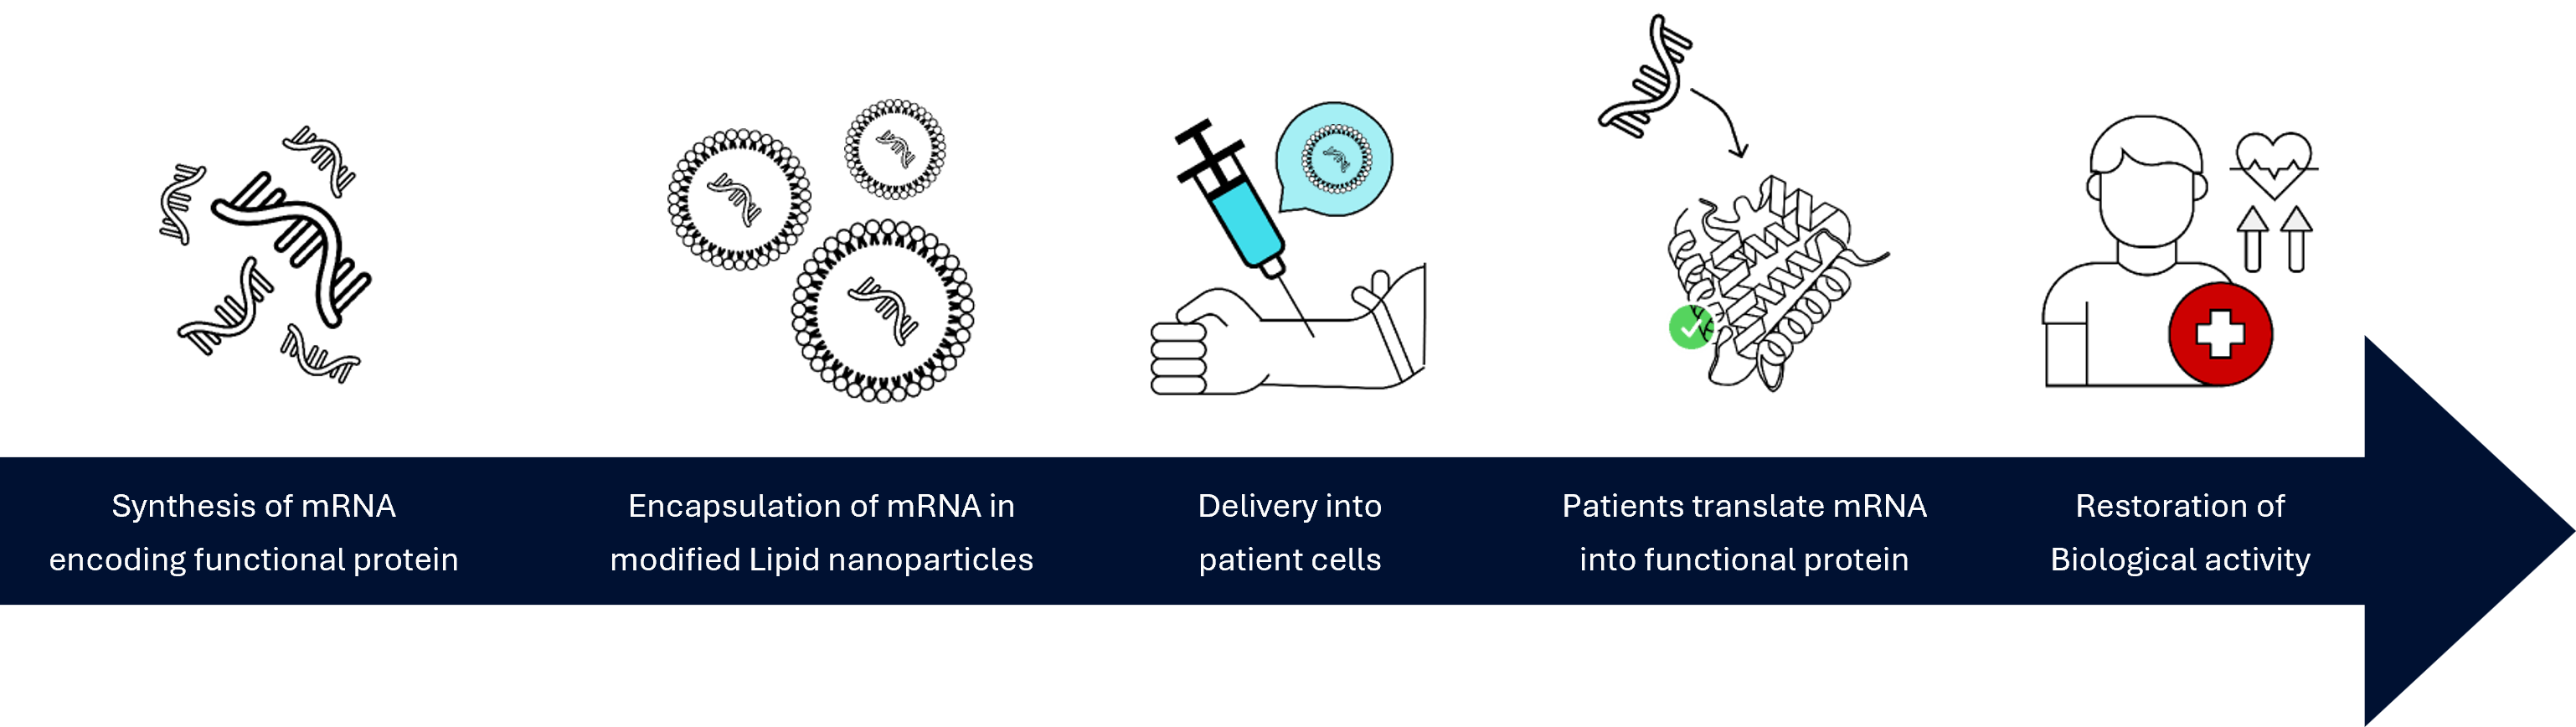 Synthesis of mRNA
encoding functional protein
Encapsulation of mRNA in
modified Lipid nanoparticles
Delivery into
patient cells
Patients translate mRNA
into functional protein
Restoration of
Biological activity